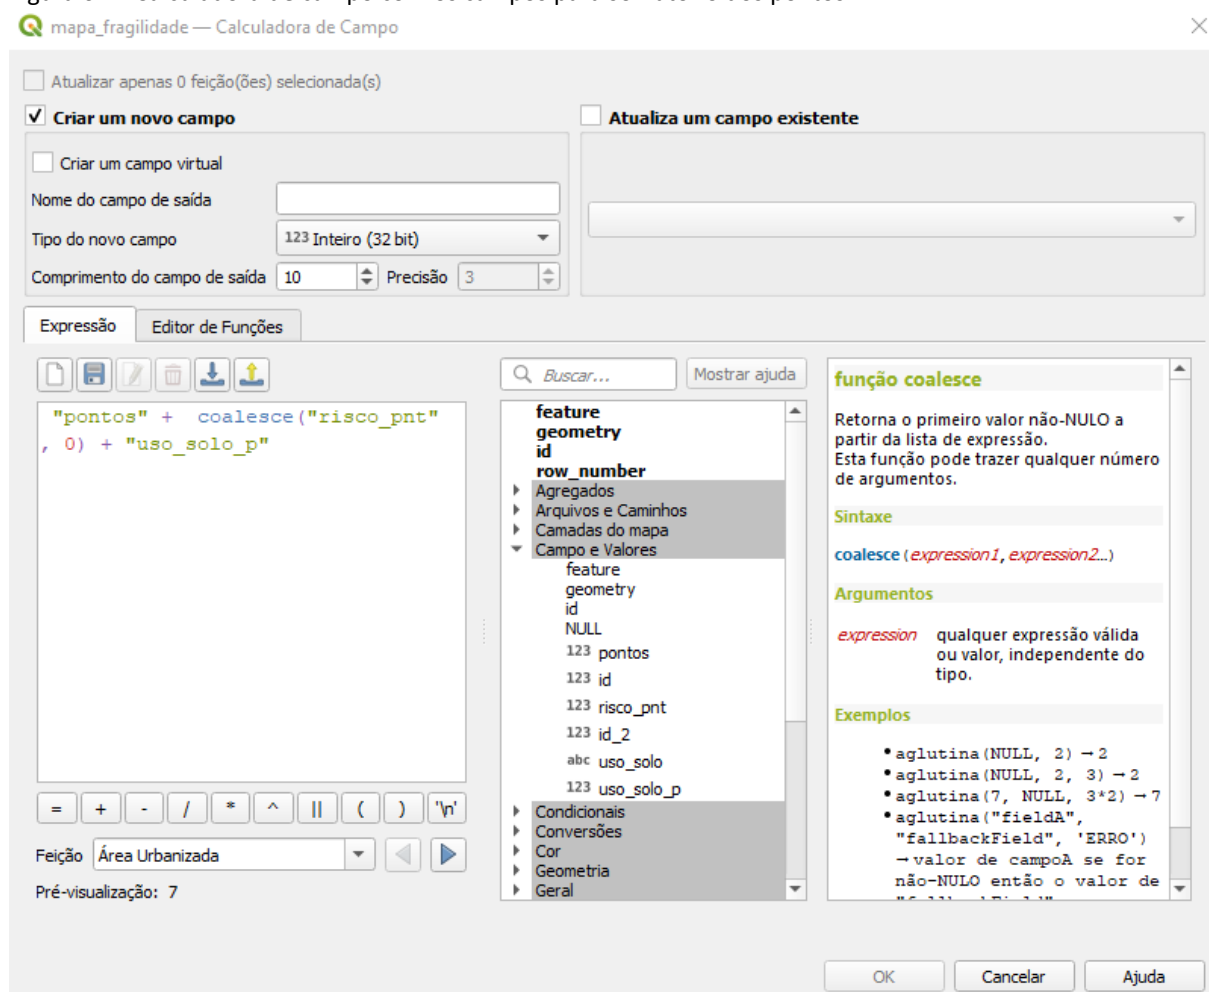 mapa_fragilidade — Calculadora de Campo
Atualizar apenas 0 feição(ões) selecionada(s)
Criar um novo campo
Atualiza um campo existente
Criar um campo virtual
Nome do campo de saída
Tipo do novo campo
123 Inteiro (32 bit)
Comprimento do campo de saída
10
Precisão
3
Expressão
Editor de Funções
"pontos" + coalesce("risco_pnt"
, 0) + "uso_solo_p"
= + - / * ^ || ( ) '\n'
Feição
Área Urbanizada
Pré-visualização: 7
Buscar...
Mostrar ajuda
feature
geometry
id
row_number
Agregados
Arquivos e Caminhos
Camadas do mapa
Campo e Valores
feature
geometry
id
NULL
123 pontos
123 id
123 risco_pnt
123 id_2
abc uso_solo
123 uso_solo_p
Condicionais
Conversões
Cor
Geometria
Geral
função coalesce
Retorna o primeiro valor não-NULO a
partir da lista de expressão.
Esta função pode trazer qualquer número
de argumentos.
Sintaxe
coalesce(expression1, expression2…)
Argumentos
expression qualquer expressão válida
ou valor, independente do
tipo.
Exemplos
• aglutina(NULL, 2) → 2
• aglutina(NULL, 2, 3) → 2
• aglutina(7, NULL, 3*2) → 7
• aglutina("fieldA",
"fallbackField", 'ERRO')
→ valor de campoA se for
não-NULO então o valor de
OK
Cancelar
Ajuda